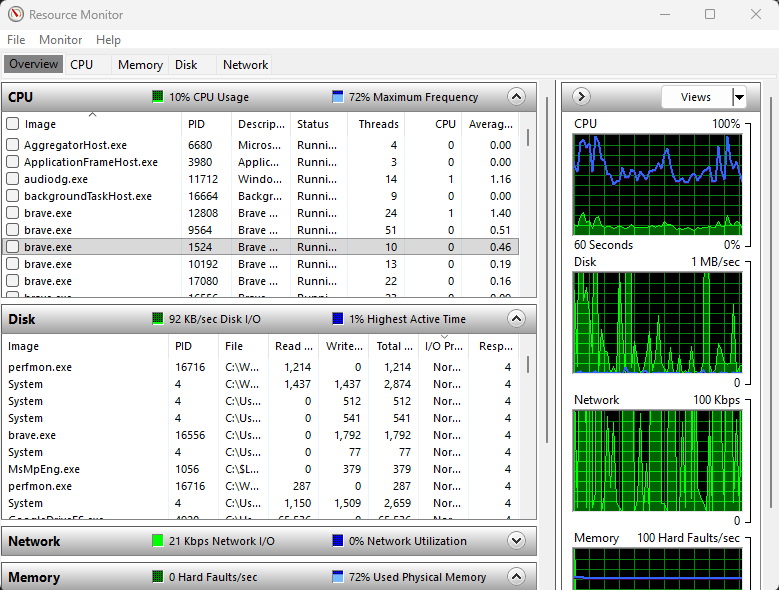 Resource Monitor
File Monitor Help
Overview CPU Memory Disk Network
CPU 10% CPU Usage 72% Maximum Frequency
Image PID Descrip... Status Threads CPU Averag...
AggregatorHost.exe 6680 Micros... Runni... 4 0 0.00
ApplicationFrameHost.exe 3980 Applic... Runni... 3 0 0.00
audiodg.exe 11712 Windo... Runni... 14 1 1.16
backgroundTaskHost.exe 16664 Backgr... Runni... 9 0 0.00
brave.exe 12808 Brave ... Runni... 24 1 1.40
brave.exe 9564 Brave ... Runni... 51 0 0.51
brave.exe 1524 Brave ... Runni... 10 0 0.46
brave.exe 10192 Brave ... Runni... 13 0 0.19
brave.exe 17080 Brave ... Runni... 22 0 0.16
brave.exe 16556 Brave ... Runni...
Disk 92 KB/sec Disk I/O 1% Highest Active Time
Image PID File Read ... Write... Total ... I/O Pr... Resp...
perfmon.exe 16716 C:\W... 1,214 0 1,214 Nor... 4
System 4 C:\W... 1,437 1,437 2,874 Nor... 4
System 4 C:\Us... 0 512 512 Nor... 4
System 4 C:\Us... 0 541 541 Nor... 4
brave.exe 16556 C:\Us... 0 1,792 1,792 Nor... 4
System 4 C:\Us... 0 77 77 Nor... 4
MsMpEng.exe 1056 C:\$L... 0 379 379 Nor... 4
perfmon.exe 16716 C:\W... 287 0 287 Nor... 4
System 4 C:\Us... 1,150 1,509 2,659 Nor... 4
Network 21 Kbps Network I/O 0% Network Utilization
Memory 0 Hard Faults/sec 72% Used Physical Memory
Views
CPU 100%
60 Seconds 0%
Disk 1 MB/sec
0
Network 100 Kbps
0
Memory 100 Hard Faults/sec